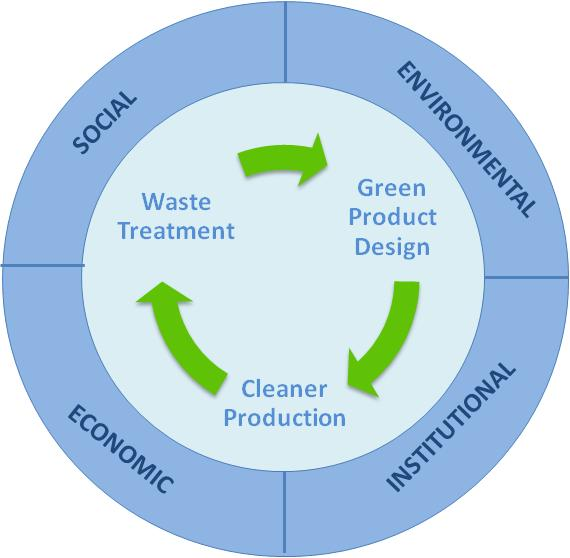 SOCIAL
ENVIRONMENTAL
Waste
Treatment
Green
Product
Design
Cleaner
Production
ECONOMIC
INSTITUTIONAL